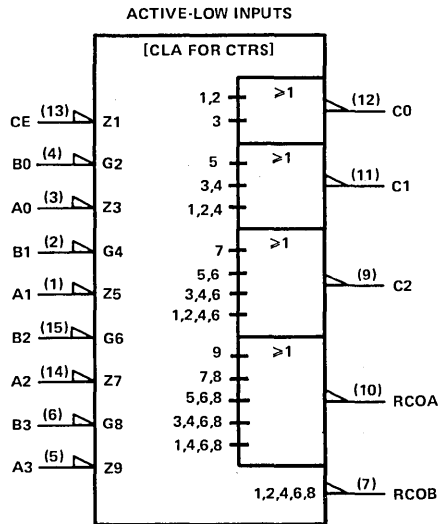 ACTIVE-LOW INPUTS
[CLA FOR CTRS]
CE (13) Z1
B0 (4) G2
A0 (3) Z3
B1 (2) G4
A1 (1) Z5
B2 (15) G6
A2 (14) Z7
B3 (6) G8
A3 (5) Z9
≥1
1,2
3
(12) C0
≥1
5
3,4
1,2,4
(11) C1
≥1
7
5,6
3,4,6
1,2,4,6
(9) C2
≥1
9
7,8
5,6,8
3,4,6,8
1,4,6,8
(10) RCOA
1,2,4,6,8
(7) RCOB